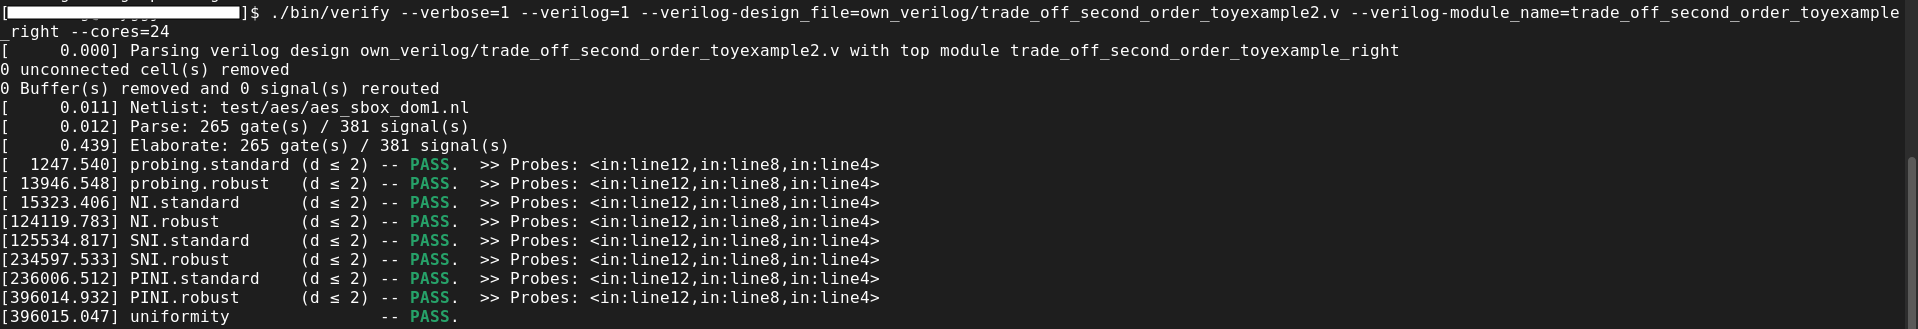 [ ]$ ./bin/verify --verbose=1 --verilog=1 --verilog-design_file=own_verilog/trade_off_second_order_toyexample2.v --verilog-module_name=trade_off_second_order_toyexample
_right --cores=24
[     0.000] Parsing verilog design own_verilog/trade_off_second_order_toyexample2.v with top module trade_off_second_order_toyexample_right
0 unconnected cell(s) removed
0 Buffer(s) removed and 0 signal(s) rerouted
[     0.011] Netlist: test/aes/aes_sbox_dom1.nl
[     0.012] Parse: 265 gate(s) / 381 signal(s)
[     0.439] Elaborate: 265 gate(s) / 381 signal(s)
[  1247.540] probing.standard (d ≤ 2) -- PASS.  >> Probes: <in:line12,in:line8,in:line4>
[ 13946.548] probing.robust   (d ≤ 2) -- PASS.  >> Probes: <in:line12,in:line8,in:line4>
[ 15323.406] NI.standard      (d ≤ 2) -- PASS.  >> Probes: <in:line12,in:line8,in:line4>
[124119.783] NI.robust        (d ≤ 2) -- PASS.  >> Probes: <in:line12,in:line8,in:line4>
[125534.817] SNI.standard     (d ≤ 2) -- PASS.  >> Probes: <in:line12,in:line8,in:line4>
[234597.533] SNI.robust       (d ≤ 2) -- PASS.  >> Probes: <in:line12,in:line8,in:line4>
[236006.512] PINI.standard    (d ≤ 2) -- PASS.  >> Probes: <in:line12,in:line8,in:line4>
[396014.932] PINI.robust      (d ≤ 2) -- PASS.  >> Probes: <in:line12,in:line8,in:line4>
[396015.047] uniformity               -- PASS.